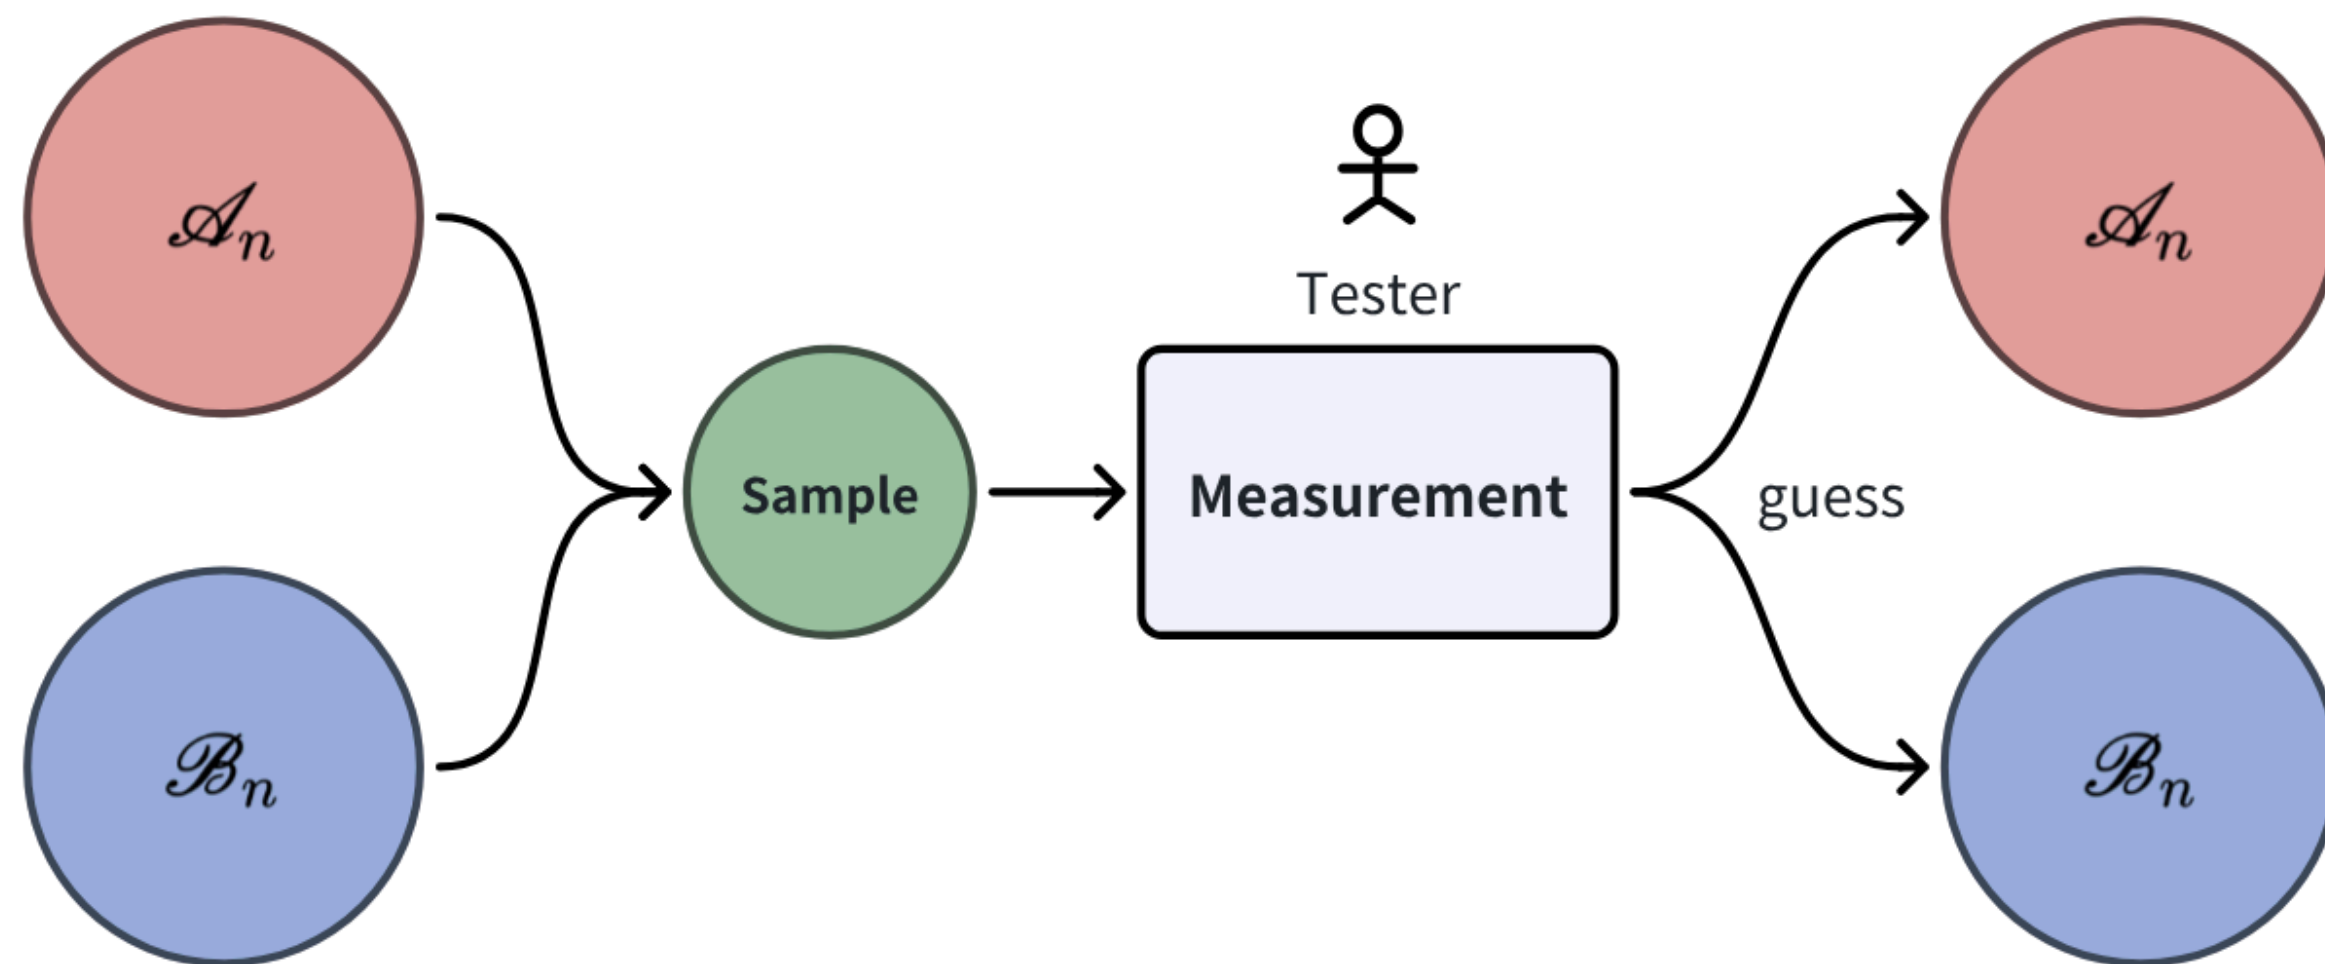 𝒜ₙ
𝒜ₙ
Tester
Sample
Measurement
guess
ℬₙ
ℬₙ